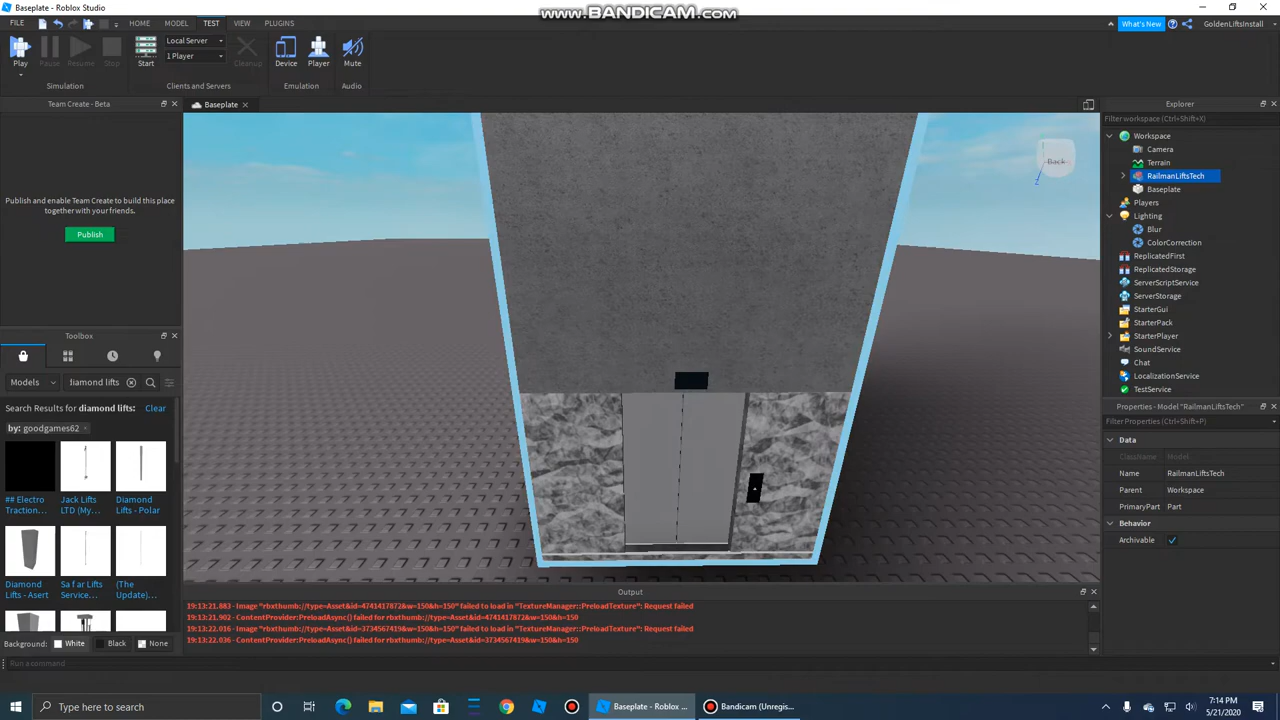 Baseplate - Roblox Studio
www.BANDICAM.com
FILE
HOME
MODEL
TEST
VIEW
PLUGINS
What's New
GoldenLiftsInstall
Play
Pause
Resume
Stop
Start
Local Server
1 Player
Cleanup
Device
Player
Mute
Simulation
Clients and Servers
Emulation
Audio
Team Create - Beta
Publish and enable Team Create to build this place
together with your friends.
Publish
Baseplate
Back
Toolbox
Models
liamond lifts
Search Results for diamond lifts:
Clear
by: goodgames62
## Electro
Traction...
Jack Lifts
LTD (My...
Diamond
Lifts - Polar
Diamond
Lifts - Asert
Sa f ar Lifts
Service...
(The
Update)...
Background:
White
Black
None
Run a command
Output
19:13:21.883 - Image "rbxthumb://type=Asset&id=4741417872&w=150&h=150" failed to load in "TextureManager::PreloadTexture": Request failed
19:13:21.902 - ContentProvider:PreloadAsync() failed for rbxthumb://type=Asset&id=4741417872&w=150&h=150
19:13:22.016 - Image "rbxthumb://type=Asset&id=3734567419&w=150&h=150" failed to load in "TextureManager::PreloadTexture": Request failed
19:13:22.036 - ContentProvider:PreloadAsync() failed for rbxthumb://type=Asset&id=3734567419&w=150&h=150
Explorer
Filter workspace (Ctrl+Shift+X)
Workspace
Camera
Terrain
RailmanLiftsTech
Baseplate
Players
Lighting
Blur
ColorCorrection
ReplicatedFirst
ReplicatedStorage
ServerScriptService
ServerStorage
StarterGui
StarterPack
StarterPlayer
SoundService
Chat
LocalizationService
TestService
Properties - Model "RailmanLiftsTech"
Filter Properties (Ctrl+Shift+P)
Data
ClassName Model
Name RailmanLiftsTech
Parent Workspace
PrimaryPart Part
Behavior
Archivable
Type here to search
Baseplate - Roblox ...
Bandicam (Unregis...
7:14 PM
5/21/2020